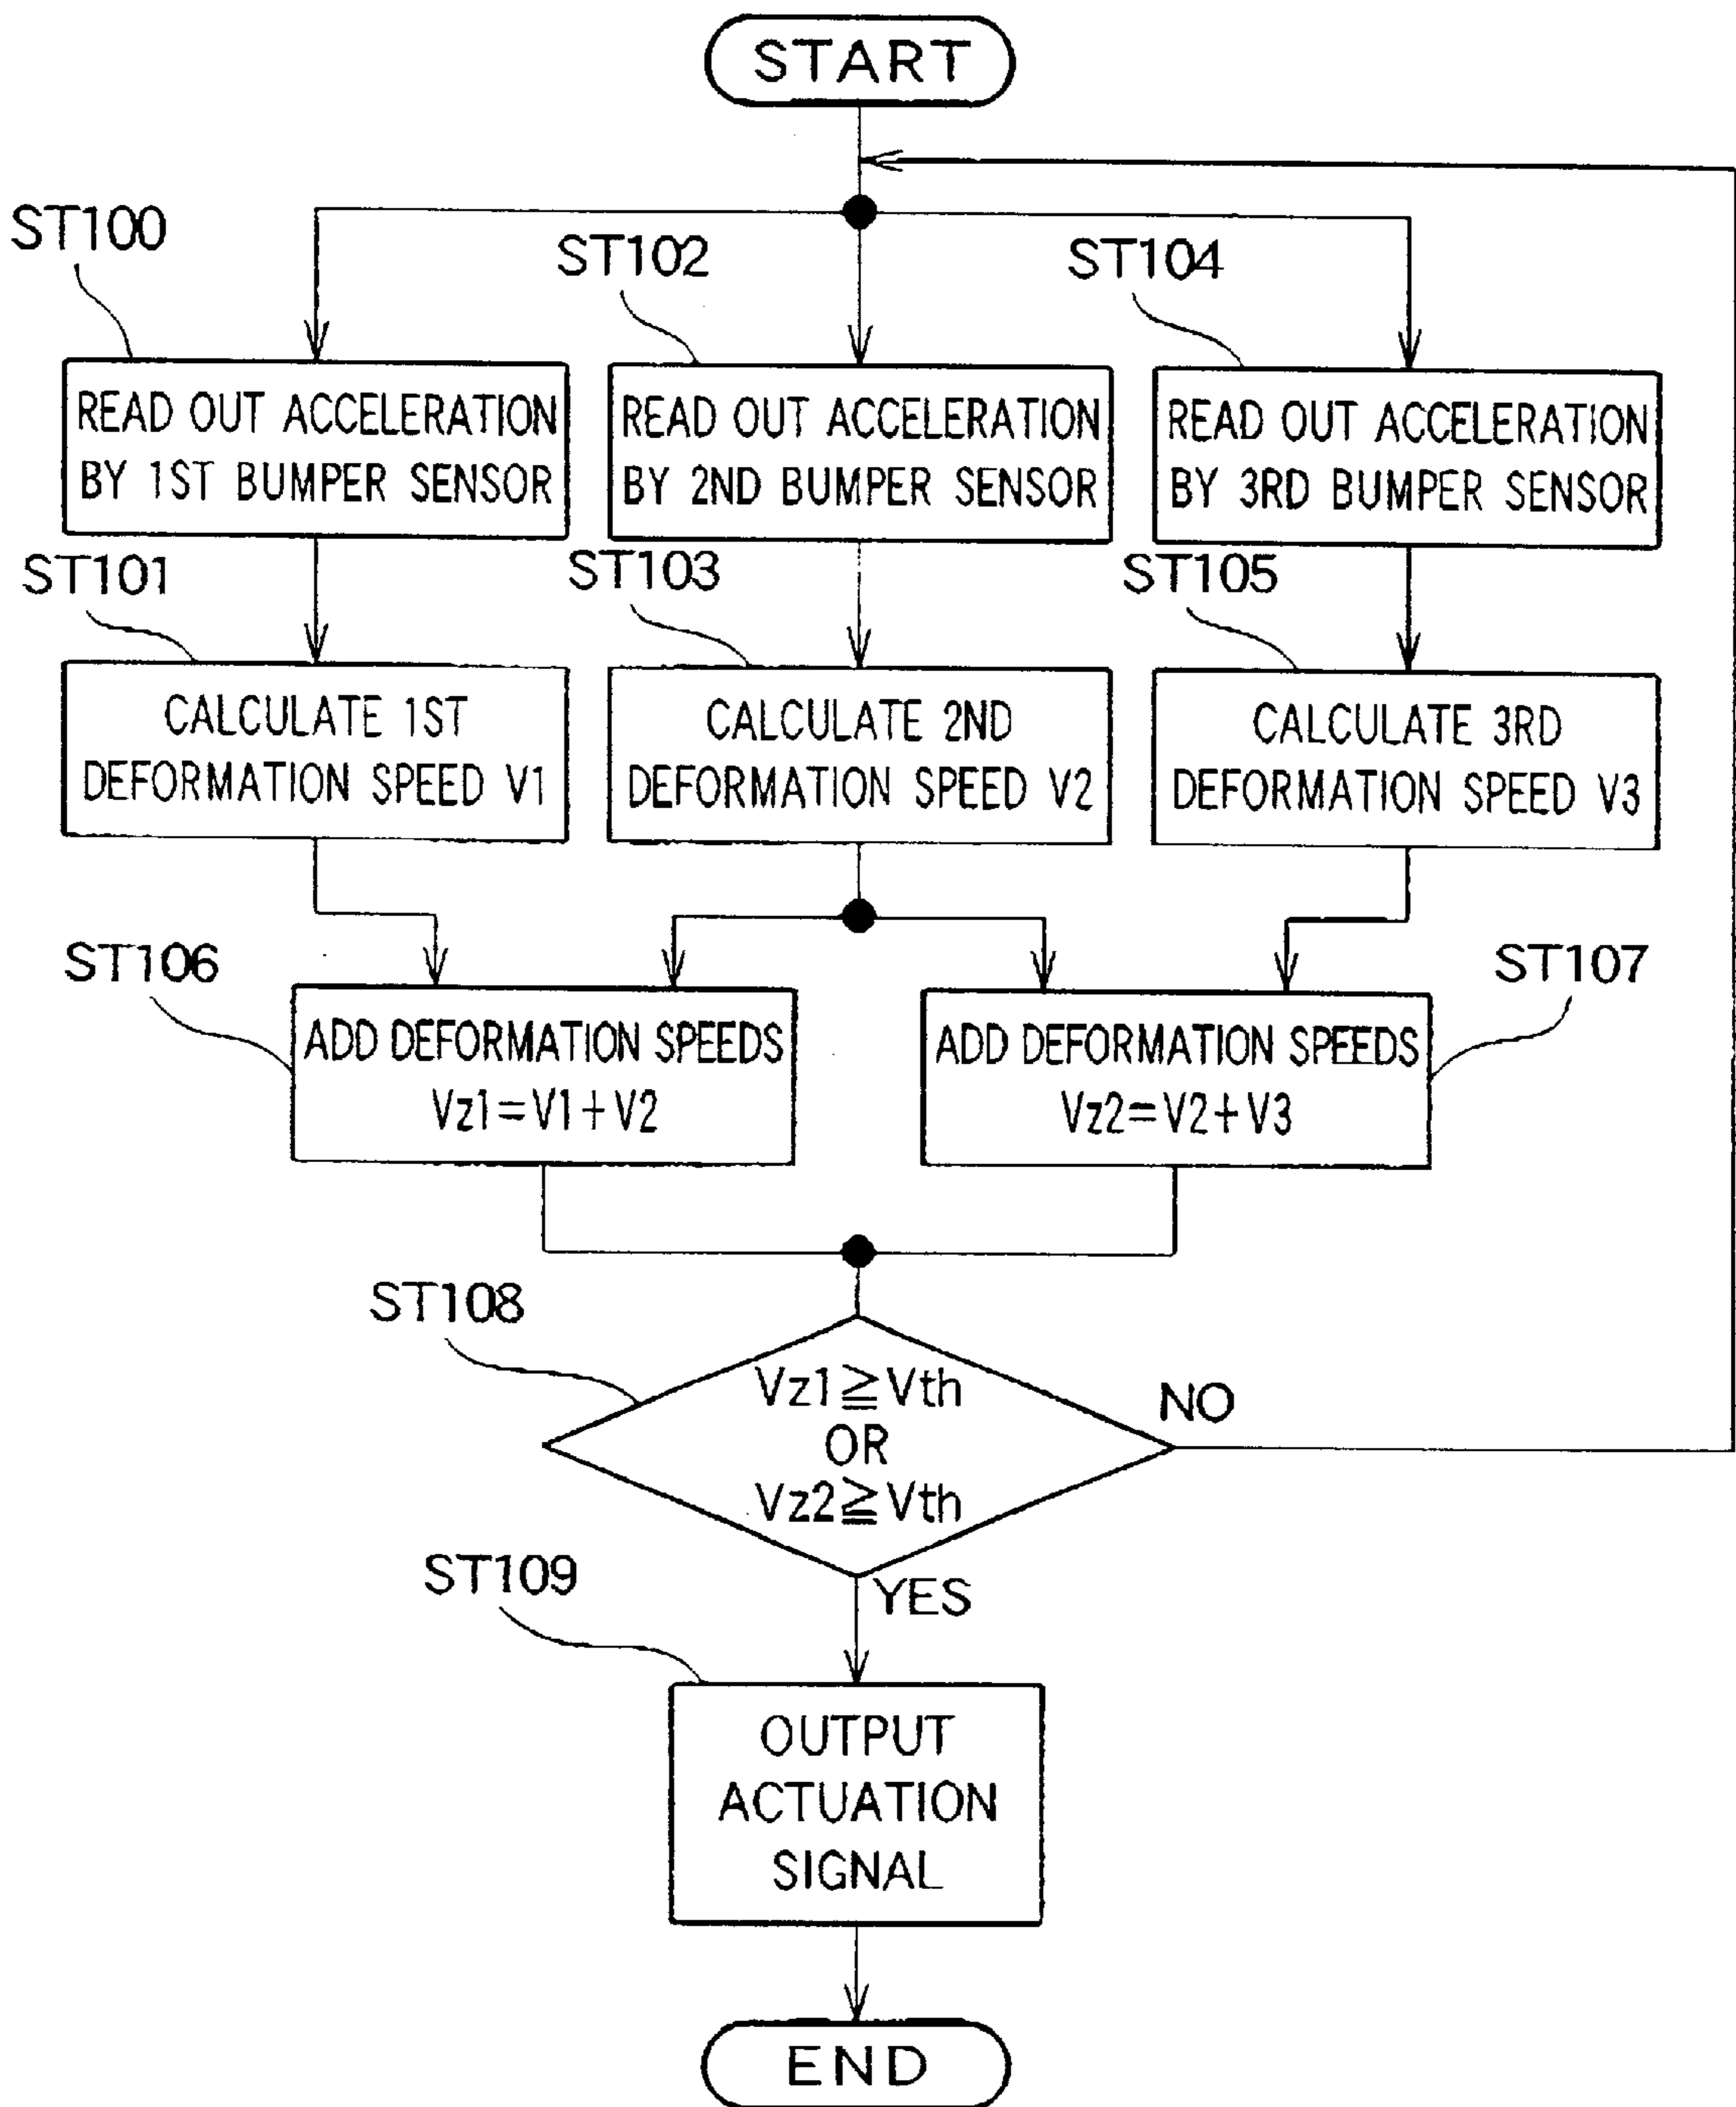 START
ST100
ST102
ST104
READ OUT ACCELERATION
BY 1ST BUMPER SENSOR
READ OUT ACCELERATION
BY 2ND BUMPER SENSOR
READ OUT ACCELERATION
BY 3RD BUMPER SENSOR
ST101
ST103
ST105
CALCULATE 1ST
DEFORMATION SPEED V1
CALCULATE 2ND
DEFORMATION SPEED V2
CALCULATE 3RD
DEFORMATION SPEED V3
ST106
ST107
ADD DEFORMATION SPEEDS
Vz1=V1+V2
ADD DEFORMATION SPEEDS
Vz2=V2+V3
ST108
Vz1≧Vth
OR
Vz2≧Vth
NO
YES
ST109
OUTPUT
ACTUATION
SIGNAL
END